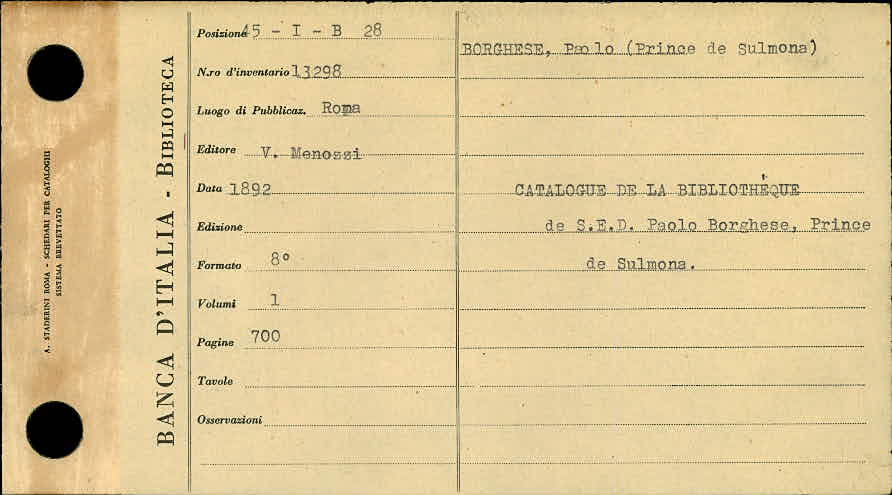 A. STADERINI ROMA - SCHEDARI PER CATALOGHI
SISTEMA BREVETTATO
BANCA D'ITALIA - BIBLIOTECA
Posizione 45 - I - B 28
N.ro d'inventario 13298
Luogo di Pubblicaz. Roma
Editore V. Menozzi
Data 1892
Edizione
Formato 8°
Volumi 1
Pagine 700
Tavole
Osservazioni
BORGHESE, Paolo (Prince de Sulmona)
CATALOGUE DE LA BIBLIOTHÈQUE
de S.E.D. Paolo Borghese, Prince
de Sulmona.